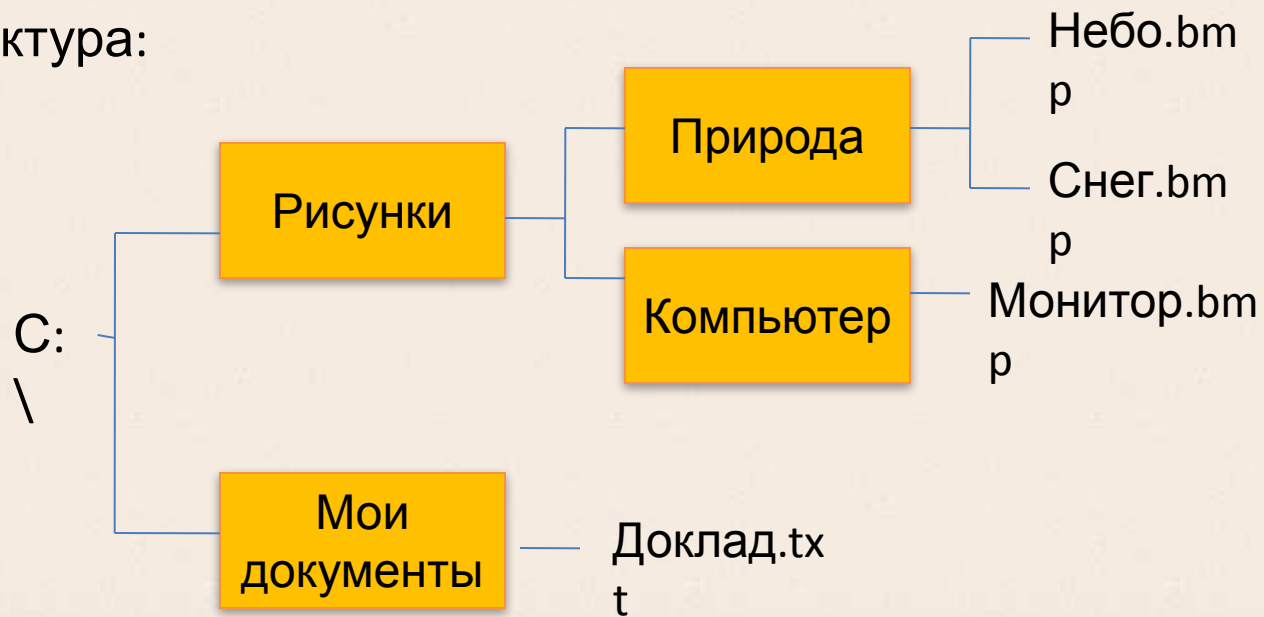 ктура:
Небо.bm
p
Природа
Снег.bm
p
Рисунки
Компьютер
Монитор.bm
p
C:
\
Мои
документы
Доклад.tx
t